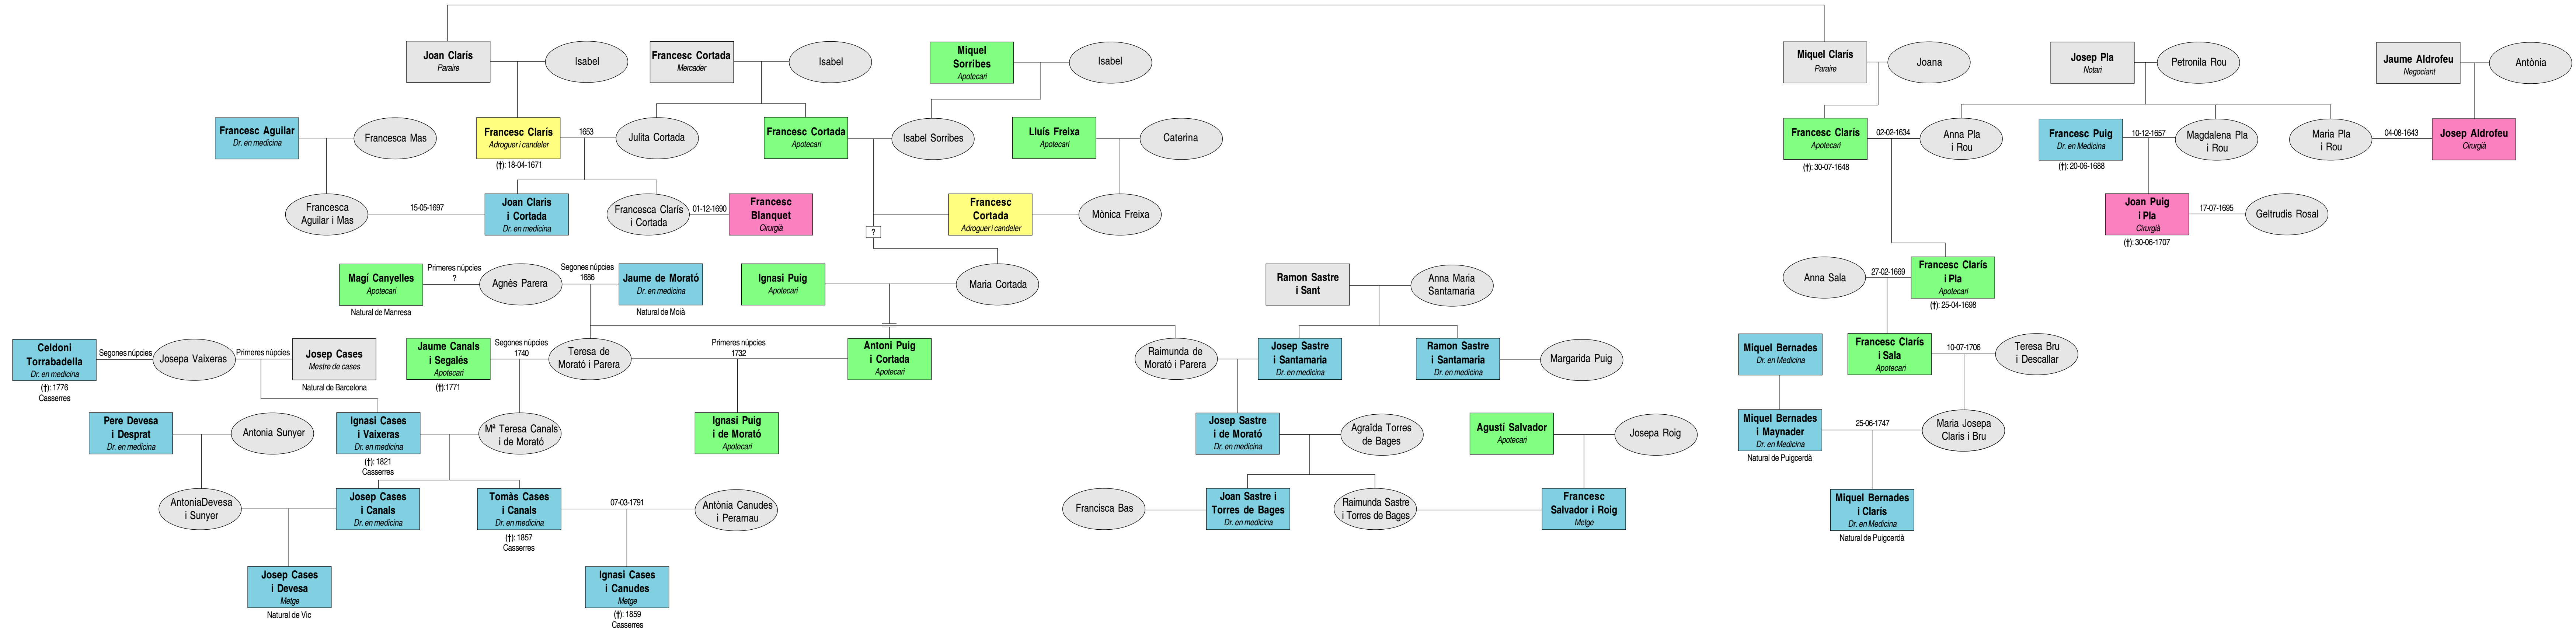 Joan Clarís
Paraire
Isabel
Francesc Cortada
Mercader
Isabel
Miquel
Sorribes
Apotecari
Isabel
Miquel Clarís
Paraire
Joana
Josep Pla
Notari
Petronila Rou
Jaume Aldrofeu
Negociant
Antònia
Francesc Aguilar
Dr. en medicina
Francesca Mas
Francesc Clarís
Adroguer i candeler
(†): 18-04-1671
1653
Julita Cortada
Francesc Cortada
Apotecari
Isabel Sorribes
Lluís Freixa
Apotecari
Caterina
Francesc Clarís
Apotecari
(†): 30-07-1648
02-02-1634
Anna Pla
i Rou
Francesc Puig
Dr. en Medicina
(†): 20-06-1688
10-12-1657
Magdalena Pla
i Rou
Maria Pla
i Rou
04-08-1643
Josep Aldrofeu
Cirurgià
Francesca
Aguilar i Mas
15-05-1697
Joan Claris
i Cortada
Dr. en medicina
Francesca Clarís
i Cortada
01-12-1690
Francesc
Blanquet
Cirurgià
?
Francesc
Cortada
Adroguer i candeler
Mònica Freixa
Joan Puig
i Pla
Cirurgià
(†): 30-06-1707
17-07-1695
Geltrudis Rosal
Magí Canyelles
Apotecari
Natural de Manresa
Primeres núpcies
?
Agnès Parera
Segones núpcies
1686
Jaume de Morató
Dr. en medicina
Natural de Moià
Ignasi Puig
Apotecari
Maria Cortada
Ramon Sastre
i Sant
Anna Maria
Santamaria
Anna Sala
27-02-1669
Francesc Clarís
i Pla
Apotecari
(†): 25-04-1698
Celdoni
Torrabadella
Dr. en medicina
(†): 1776
Casserres
Segones núpcies
Josepa Vaixeras
Primeres núpcies
Josep Cases
Mestre de cases
Natural de Barcelona
Jaume Canals
i Segalés
Apotecari
(†):1771
Segones núpcies
1740
Teresa de
Morató i Parera
Primeres núpcies
1732
Antoni Puig
i Cortada
Apotecari
Raimunda de
Morató i Parera
Josep Sastre
i Santamaria
Dr. en medicina
Ramon Sastre
i Santamaria
Dr. en medicina
Margarida Puig
Miquel Bernades
Dr. en Medicina
Francesc Clarís
i Sala
Apotecari
10-07-1706
Teresa Bru
i Descallar
Pere Devesa
i Desprat
Dr. en medicina
Antonia Sunyer
Ignasi Cases
i Vaixeras
Dr. en medicina
(†): 1821
Casserres
Mª Teresa Canals
i de Morató
Ignasi Puig
i de Morató
Apotecari
Josep Sastre
i de Morató
Dr. en medicina
Agraïda Torres
de Bages
Agustí Salvador
Apotecari
Josepa Roig
Miquel Bernades
i Maynader
Dr. en Medicina
Natural de Puigcerdà
25-06-1747
Maria Josepa
Claris i Bru
AntoniaDevesa
i Sunyer
Josep Cases
i Canals
Dr. en medicina
Tomàs Cases
i Canals
Dr. en medicina
(†): 1857
Casserres
07-03-1791
Antònia Canudes
i Perarnau
Francisca Bas
Joan Sastre i
Torres de Bages
Dr. en medicina
Raimunda Sastre
i Torres de Bages
Francesc
Salvador i Roig
Metge
Miquel Bernades
i Clarís
Dr. en Medicina
Natural de Puigcerdà
Josep Cases
i Devesa
Metge
Natural de Vic
Ignasi Cases
i Canudes
Metge
(†): 1859
Casserres